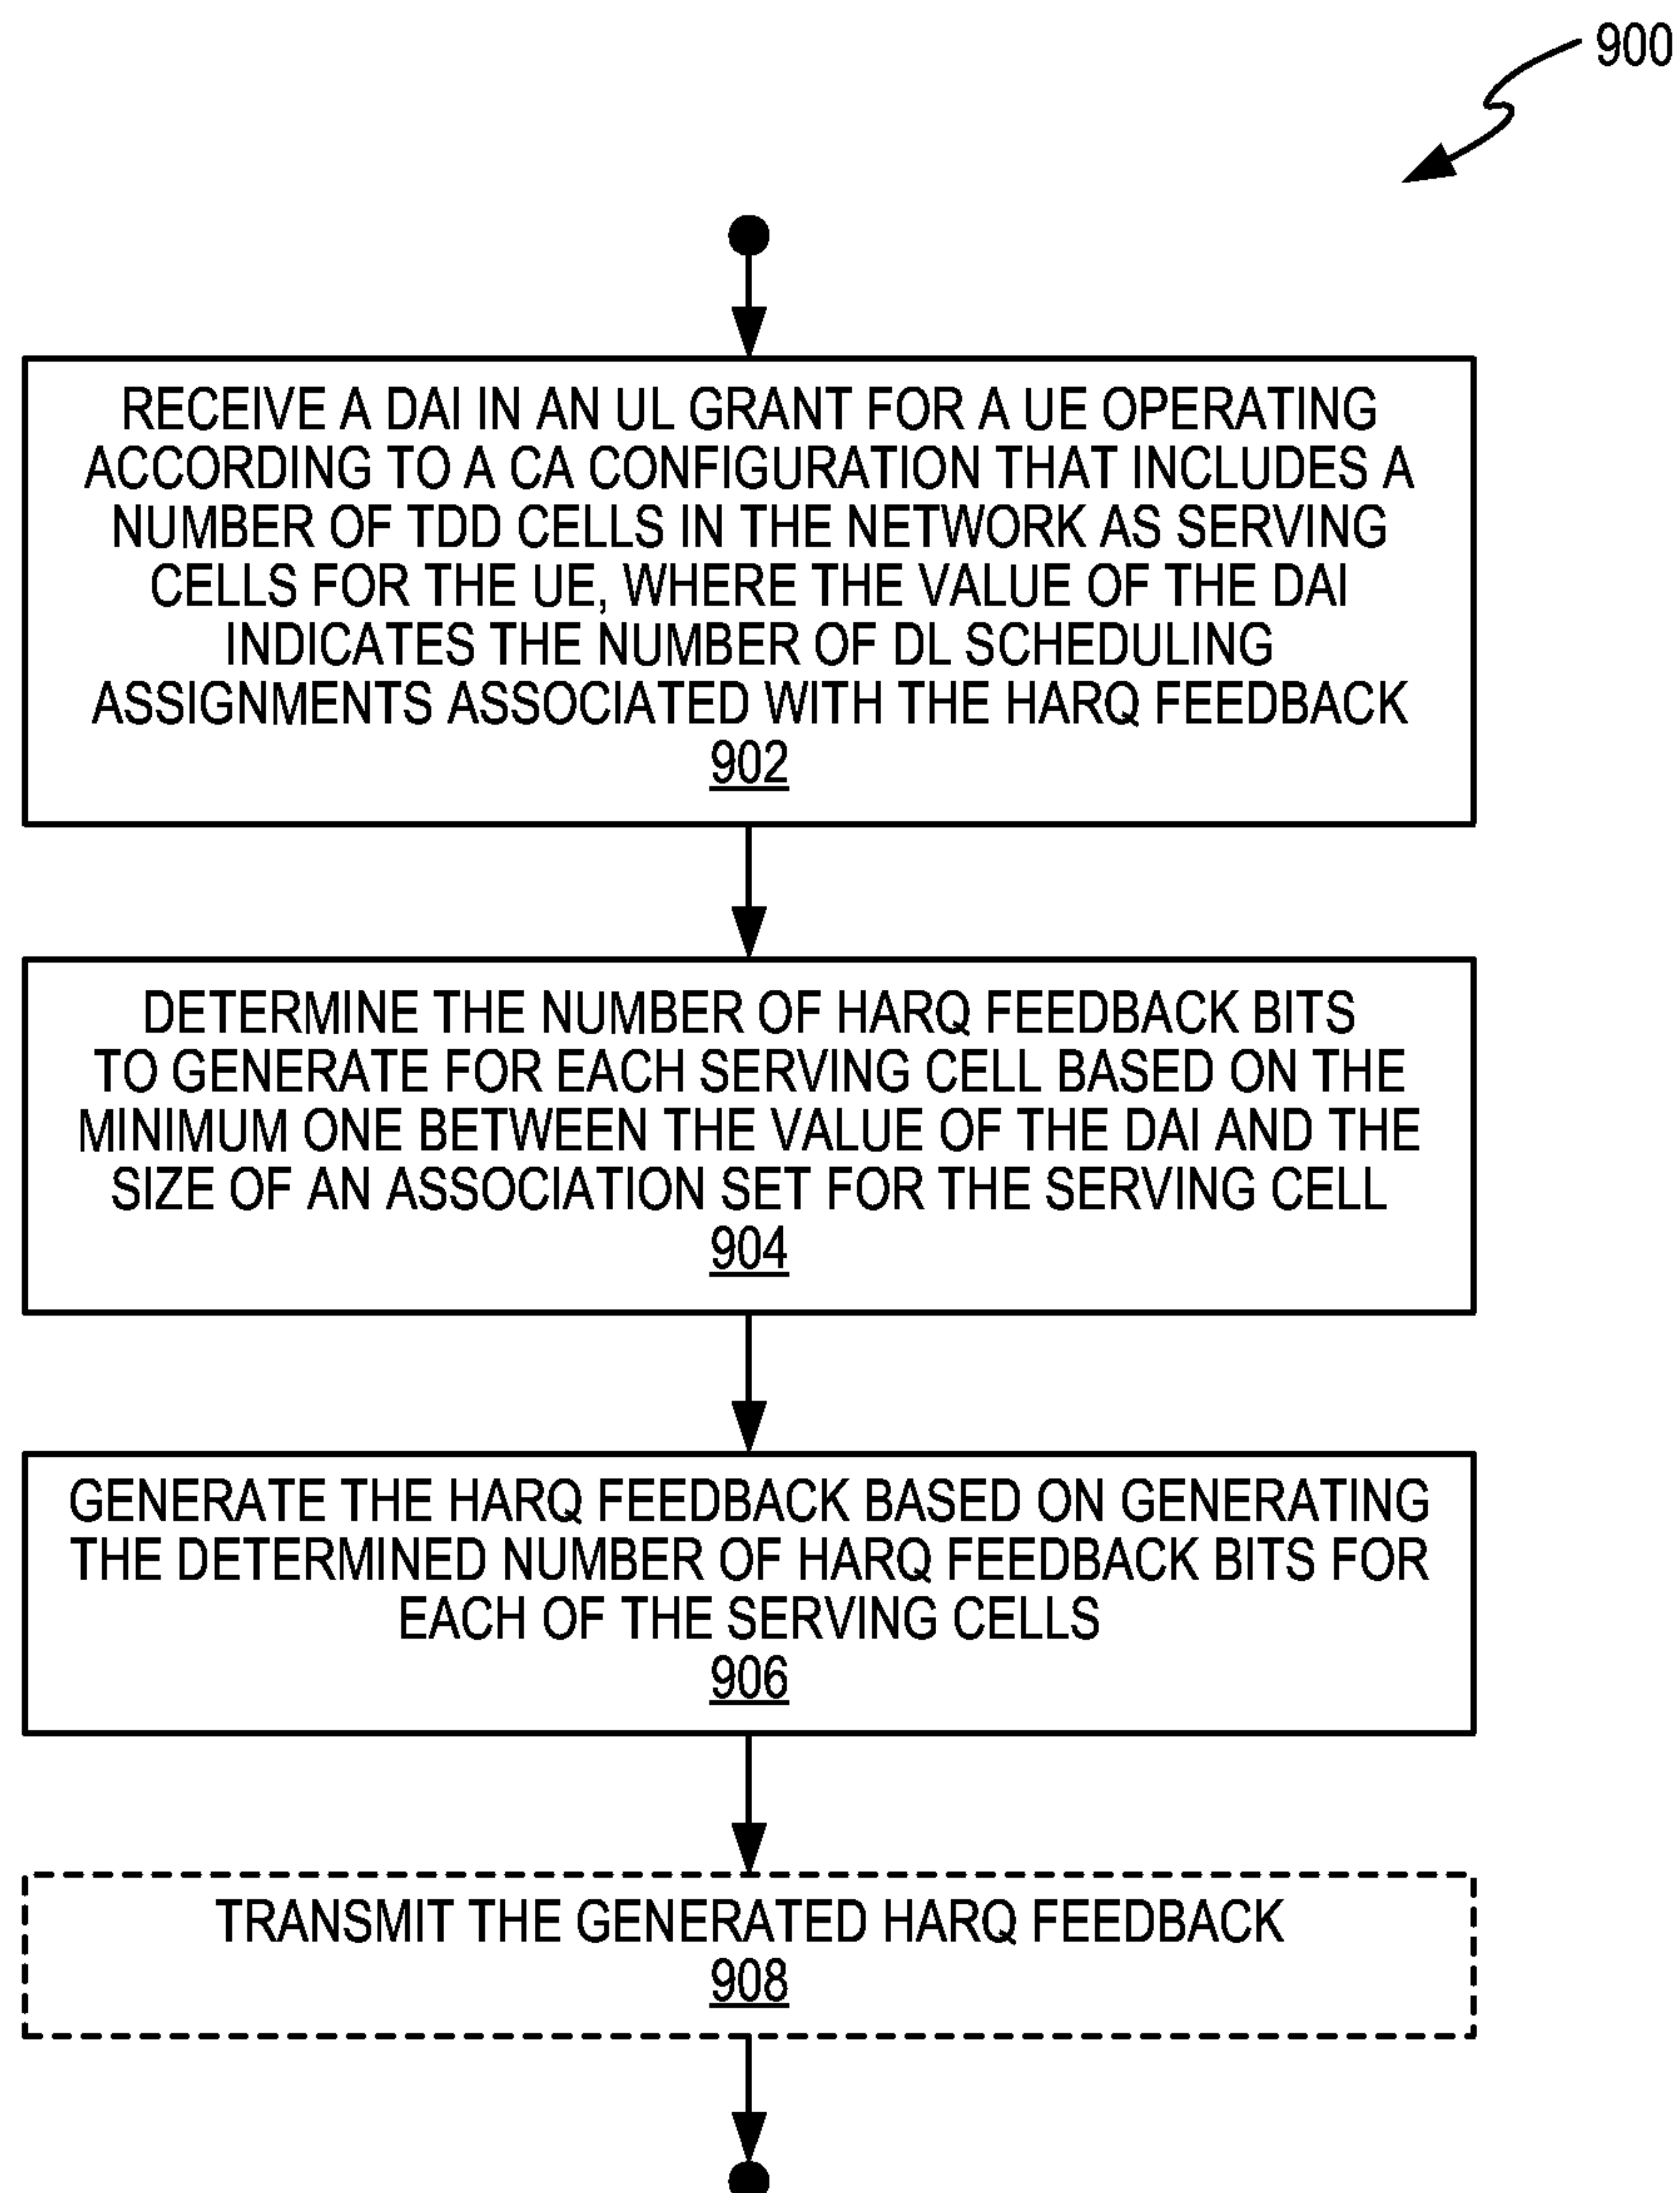 900
RECEIVE A DAI IN AN UL GRANT FOR A UE OPERATING
ACCORDING TO A CA CONFIGURATION THAT INCLUDES A
NUMBER OF TDD CELLS IN THE NETWORK AS SERVING
CELLS FOR THE UE, WHERE THE VALUE OF THE DAI
INDICATES THE NUMBER OF DL SCHEDULING
ASSIGNMENTS ASSOCIATED WITH THE HARQ FEEDBACK
902
DETERMINE THE NUMBER OF HARQ FEEDBACK BITS
TO GENERATE FOR EACH SERVING CELL BASED ON THE
MINIMUM ONE BETWEEN THE VALUE OF THE DAI AND THE
SIZE OF AN ASSOCIATION SET FOR THE SERVING CELL
904
GENERATE THE HARQ FEEDBACK BASED ON GENERATING
THE DETERMINED NUMBER OF HARQ FEEDBACK BITS FOR
EACH OF THE SERVING CELLS
906
TRANSMIT THE GENERATED HARQ FEEDBACK
908